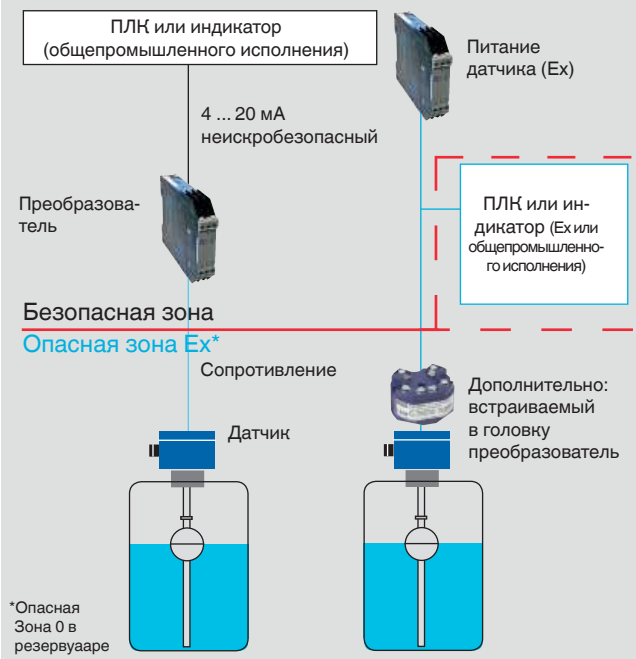 ПЛК или индикатор
(общепромышленного исполнения)
Питание
датчика (Ex)
4 ... 20 мА
неискробезопасный
Преобразова-
тель
ПЛК или ин-
дикатор (Ex или
общепромышленно-
го исполнения)
Безопасная зона
Опасная зона Ex*
Сопротивление
Датчик
Дополнительно:
встраиваемый
в головку
преобразователь
*Опасная
Зона 0 в
резервуааре